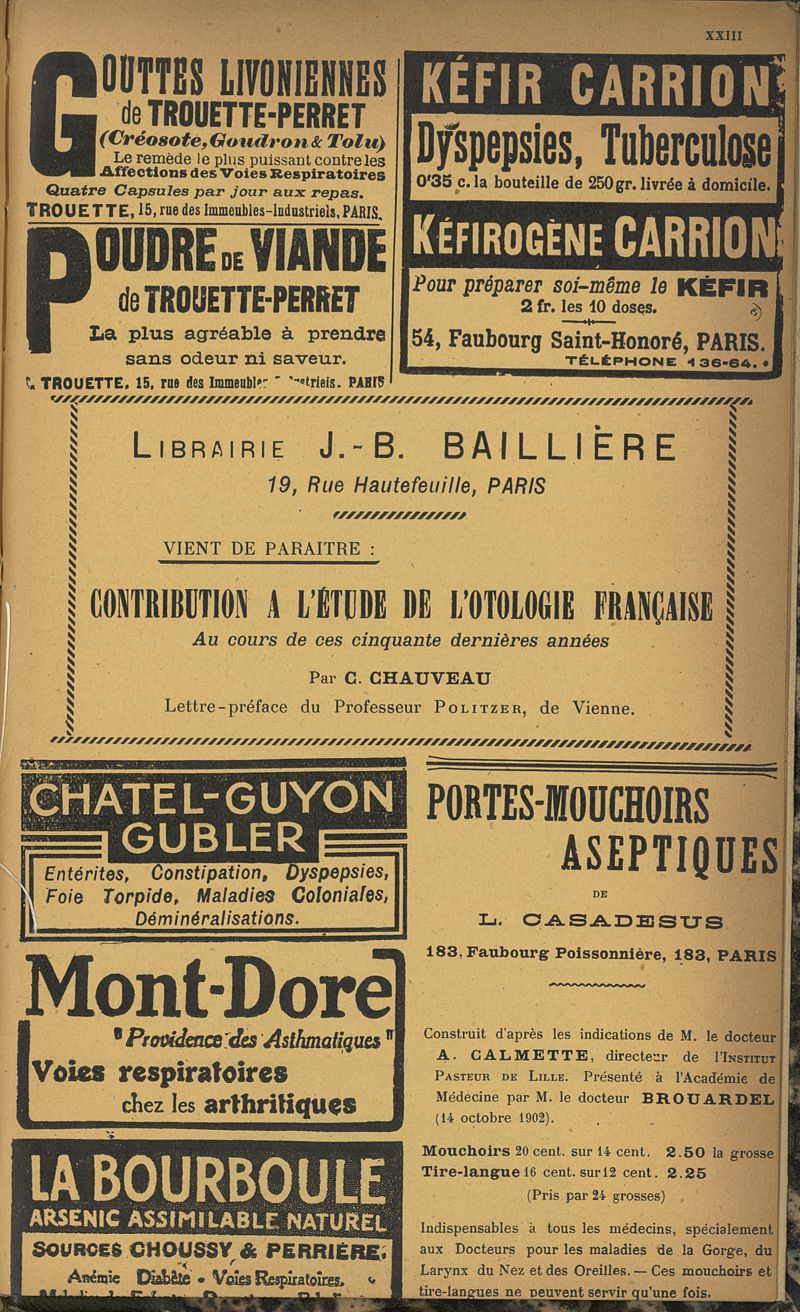 XXIII
GOUTTES LIVONIENNES
de TROUETTE-PERRET
(Créosote, Goudron & Tolu)
Le remède le plus puissant contre les
Affections des Voies Respiratoires
Quatre Capsules par jour aux repas.
TROUETTE, 15, rue des Immeubles-Industriels, PARIS.
POUDRE DE VIANDE
de TROUETTE-PERRET
La plus agréable à prendre
sans odeur ni saveur.
TROUETTE, 15, rue des Immeubl trieis. PARIS
KÉFIR CARRION
Dyspepsies, Tuberculose
0f35 c. la bouteille de 250 gr. livrée à domicile.
KÉFIROGÈNE CARRION
Pour préparer soi-même le KÉFIR
2 fr. les 10 doses.
54, Faubourg Saint-Honoré, PARIS.
TÉLÉPHONE 136-64.
LIBRAIRIE J.-B. BAILLIÈRE
19, Rue Hautefeuille, PARIS
VIENT DE PARAITRE :
CONTRIBUTION A L'ÉTUDE DE L'OTOLOGIE FRANÇAISE
Au cours de ces cinquante dernières années
Par C. CHAUVEAU
Lettre-préface du Professeur POLITZER, de Vienne.
CHATEL-GUYON
GUBLER
Entérites, Constipation, Dyspepsies,
Foie Torpide, Maladies Coloniales,
Déminéralisations.
Mont-Dore
"Providence des Asthmatiques"
Voies respiratoires
chez les arthritiques
LA BOURBOULE
ARSENIC ASSIMILABLE NATUREL
SOURCES CHOUSSY & PERRIÈRE.
Anémie Diabète - Voies Respiratoires.
PORTES-MOUCHOIRS
ASEPTIQUES
DE
L. CASADESUS
183, Faubourg Poissonnière, 183, PARIS
Construit d'après les indications de M. le docteur
A. CALMETTE, directeur de l'INSTITUT
PASTEUR DE LILLE. Présenté à l'Académie de
Médecine par M. le docteur BROUARDEL
(14 octobre 1902).
Mouchoirs 20 cent. sur 14 cent. 2.50 la grosse
Tire-langue 16 cent. sur 12 cent. 2.25
(Pris par 24 grosses)
Indispensables à tous les médecins, spécialement
aux Docteurs pour les maladies de la Gorge, du
Larynx du Nez et des Oreilles. — Ces mouchoirs et
tire-langues ne peuvent servir qu'une fois.